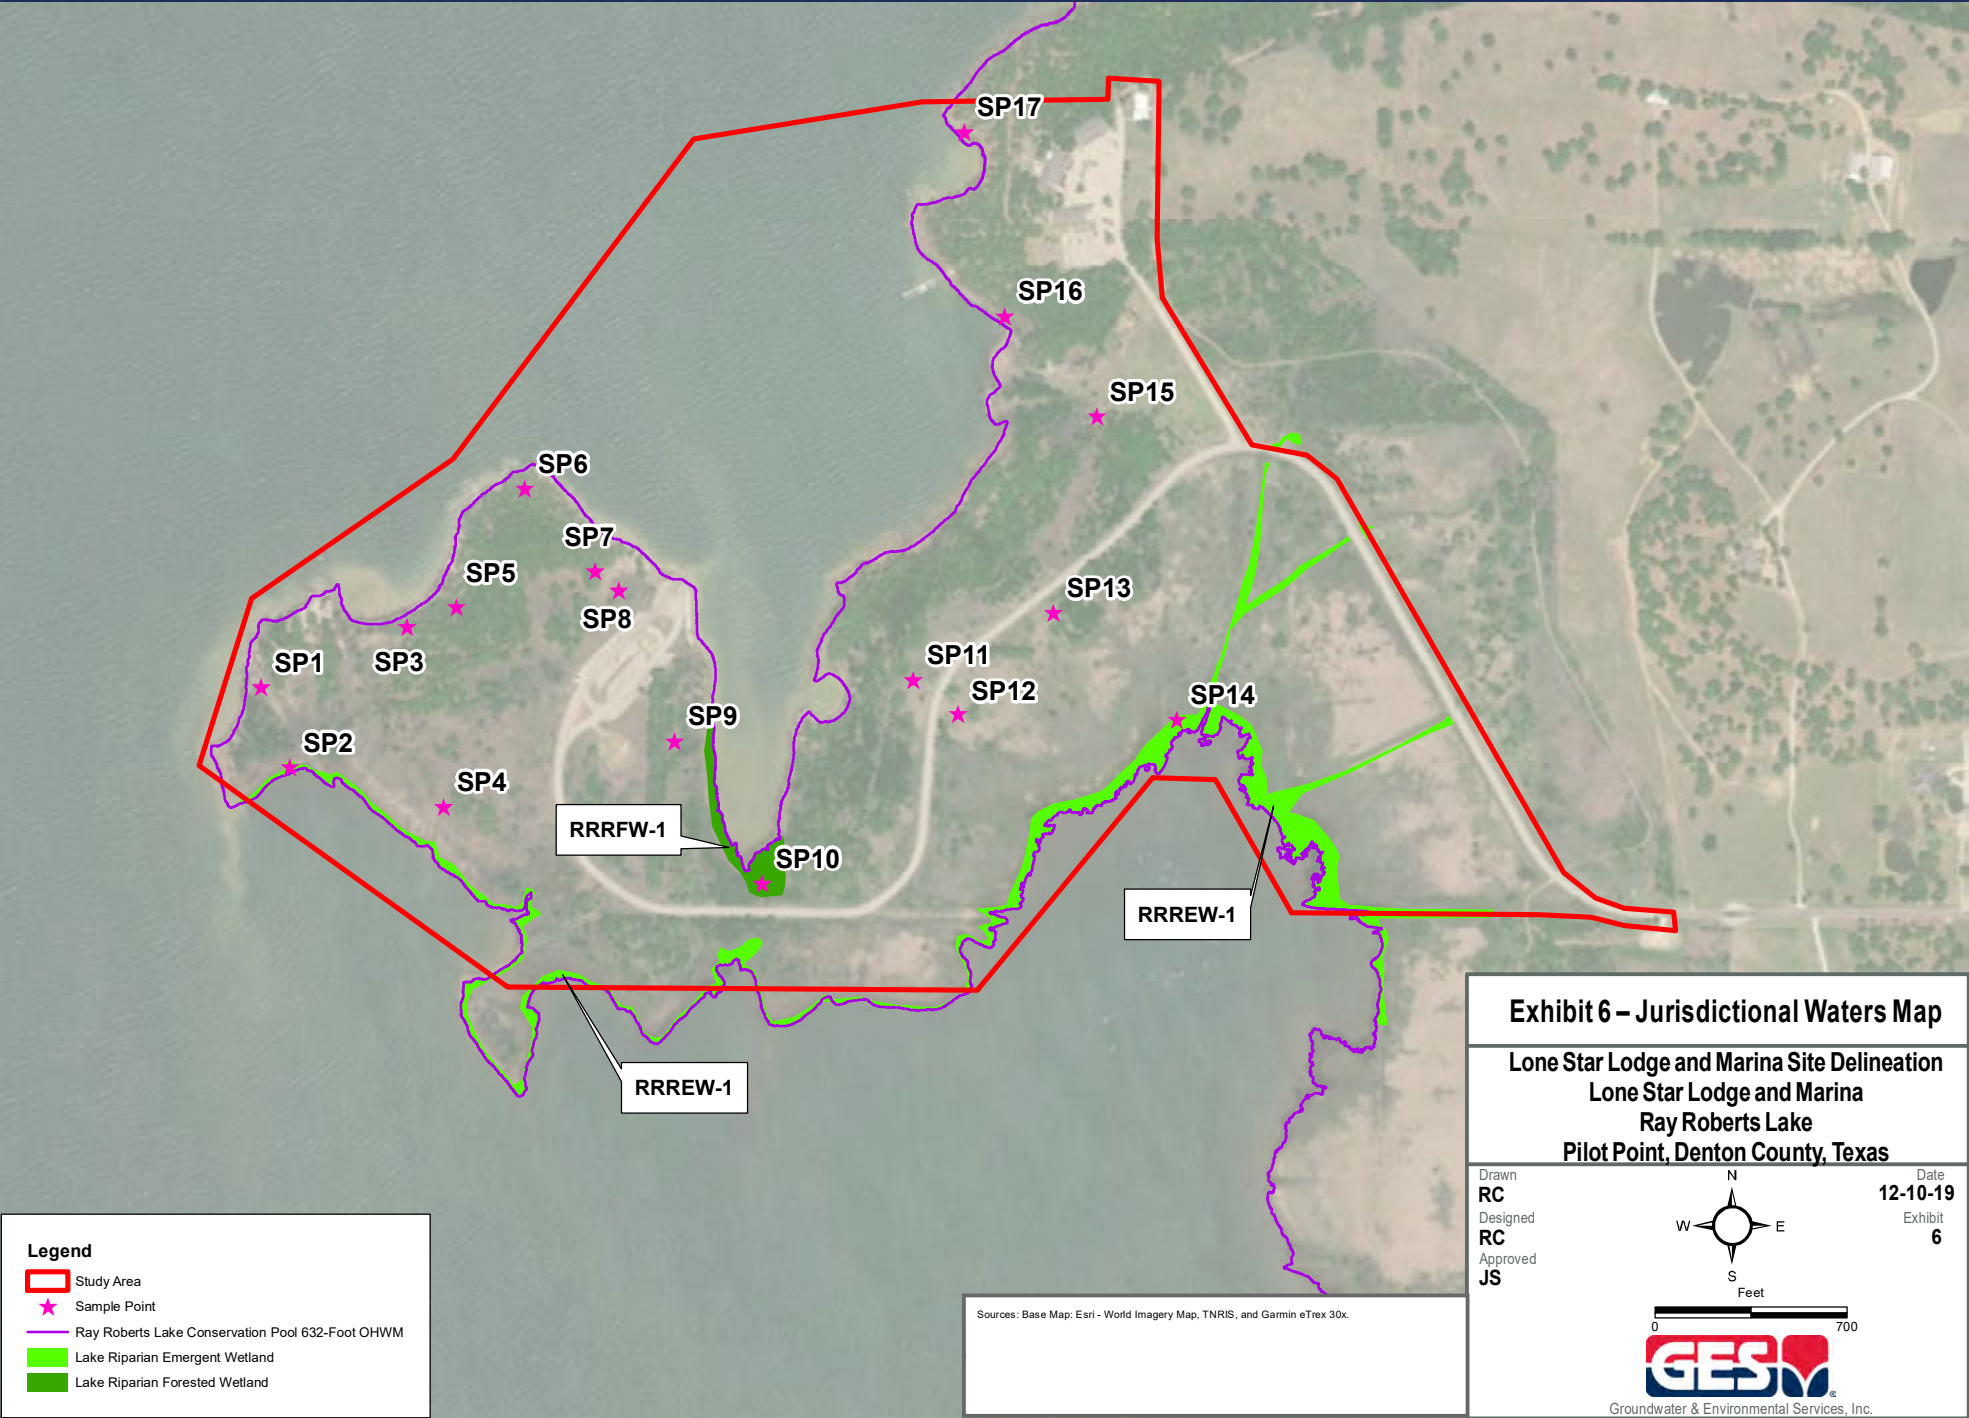 SP17
SP16
SP15
SP6
SP7
SP5
SP8
SP13
SP1
SP3
SP11
SP12
SP14
SP9
SP2
SP4
RRRFW-1
SP10
RRREW-1
RRREW-1
Exhibit 6 – Jurisdictional Waters Map
Lone Star Lodge and Marina Site Delineation
Lone Star Lodge and Marina
Ray Roberts Lake
Pilot Point, Denton County, Texas
Drawn
RC
Designed
RC
Approved
JS
N
W
E
S
Date
12-10-19
Exhibit
6
Feet
0
700
GES
®
Groundwater & Environmental Services, Inc.
Legend
Study Area
Sample Point
Ray Roberts Lake Conservation Pool 632-Foot OHWM
Lake Riparian Emergent Wetland
Lake Riparian Forested Wetland
Sources: Base Map: Esri - World Imagery Map, TNRIS, and Garmin eTrex 30x.